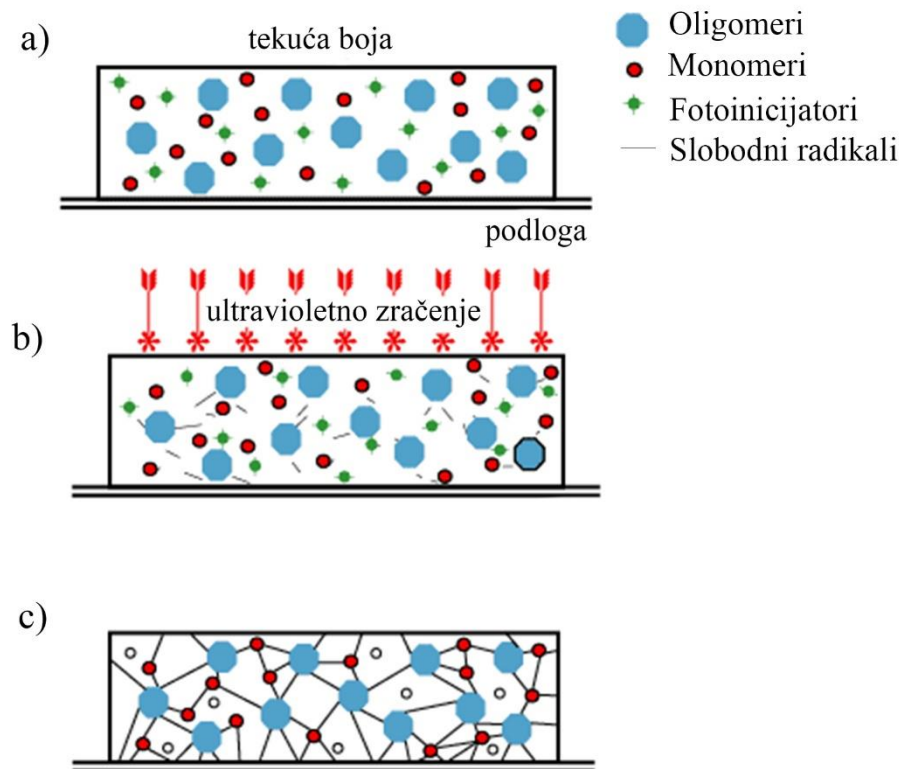 a)
tekuća boja
Oligomeri
Monomeri
Fotoinicijatori
Slobodni radikali
podloga
ultravioletno zračenje
b)
c)